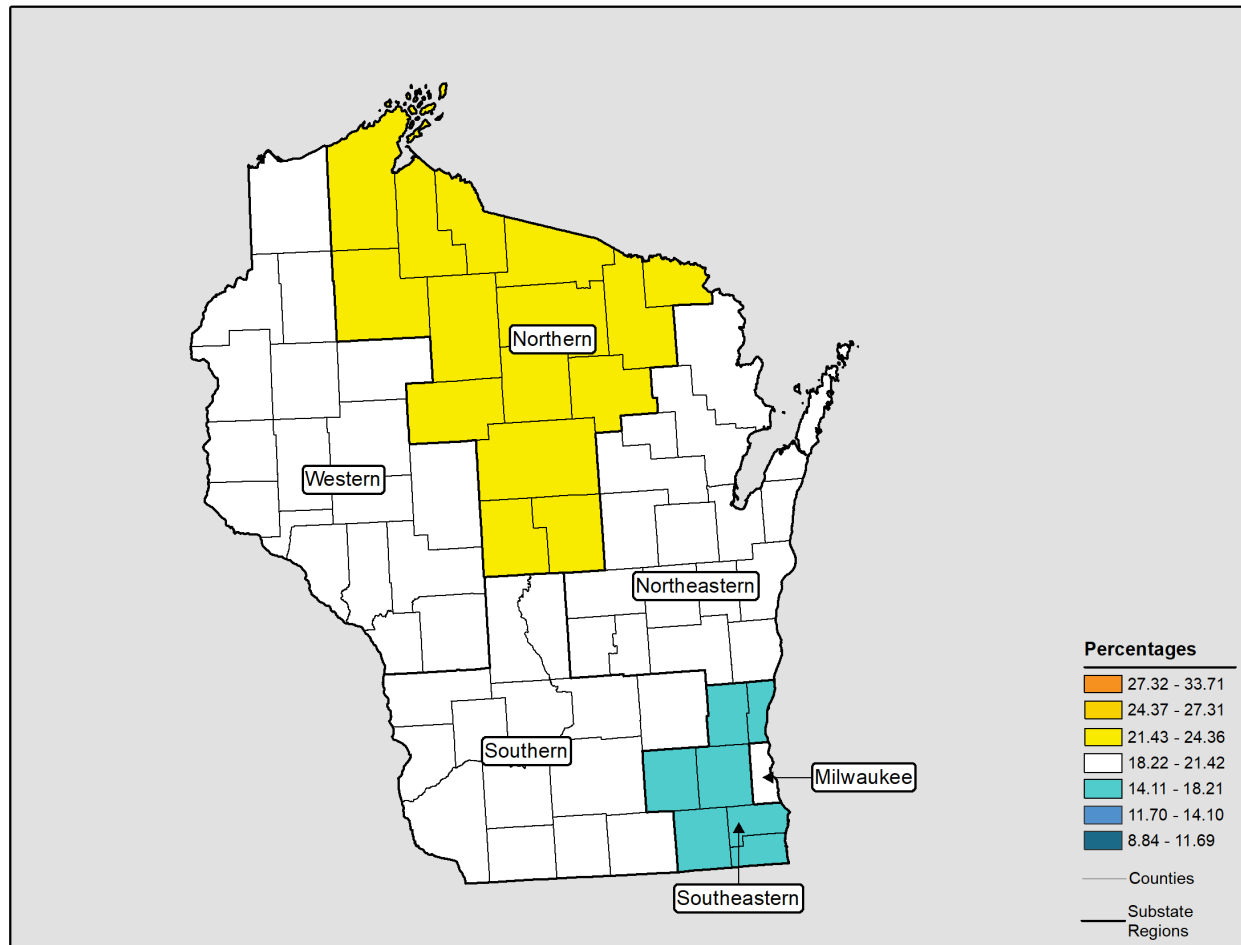 Northern
Western
Northeastern
Southern
Milwaukee
Southeastern
Percentages
27.32 - 33.71
24.37 - 27.31
21.43 - 24.36
18.22 - 21.42
14.11 - 18.21
11.70 - 14.10
8.84 - 11.69
Counties
Substate
Regions